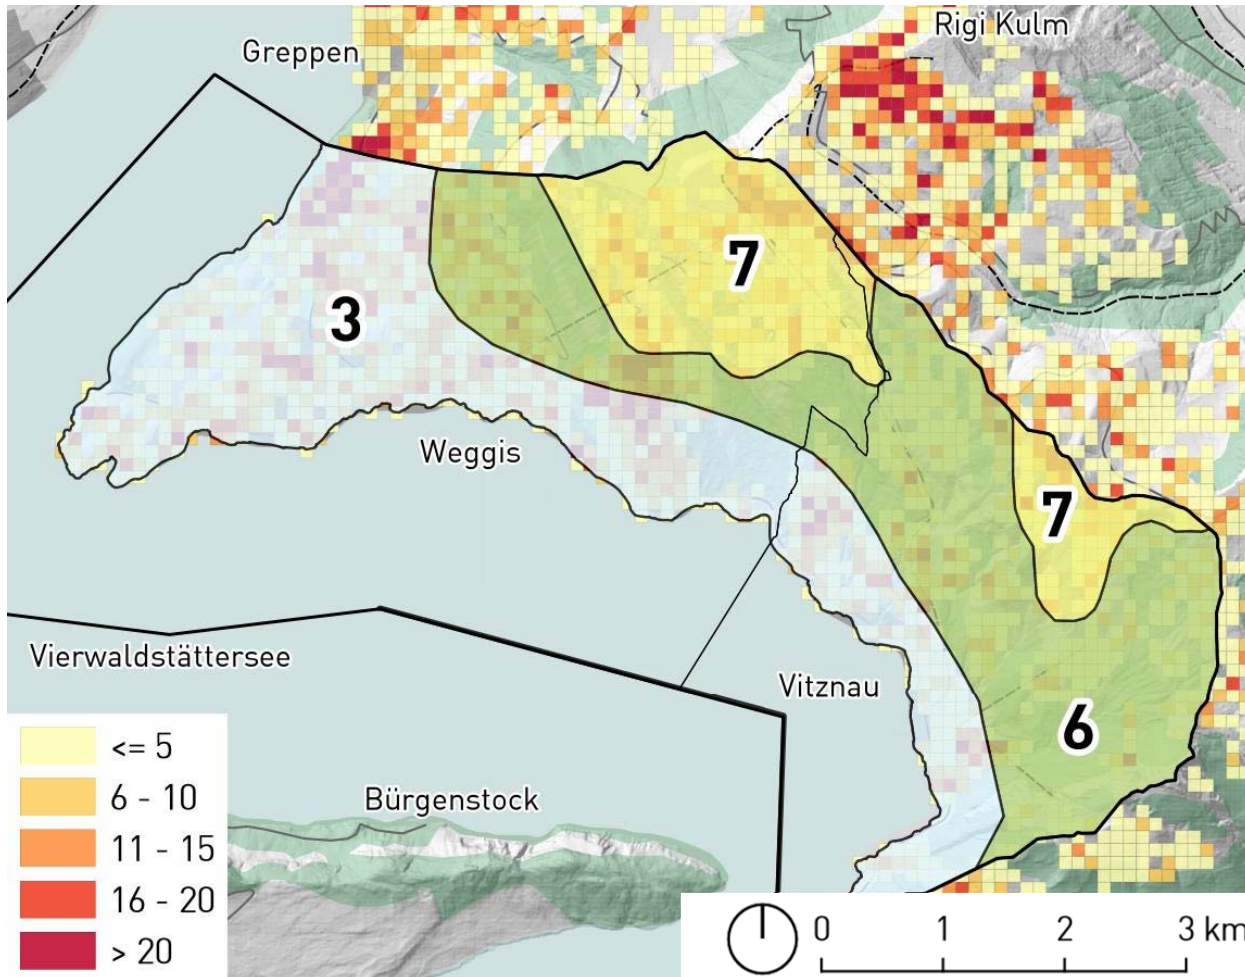 Rigi Kulm
Greppen
7
3
Weggis
7
Vierwaldstättersee
Vitznau
6
<= 5
6 - 10
11 - 15
16 - 20
> 20
Bürgenstock
0 1 2 3 km